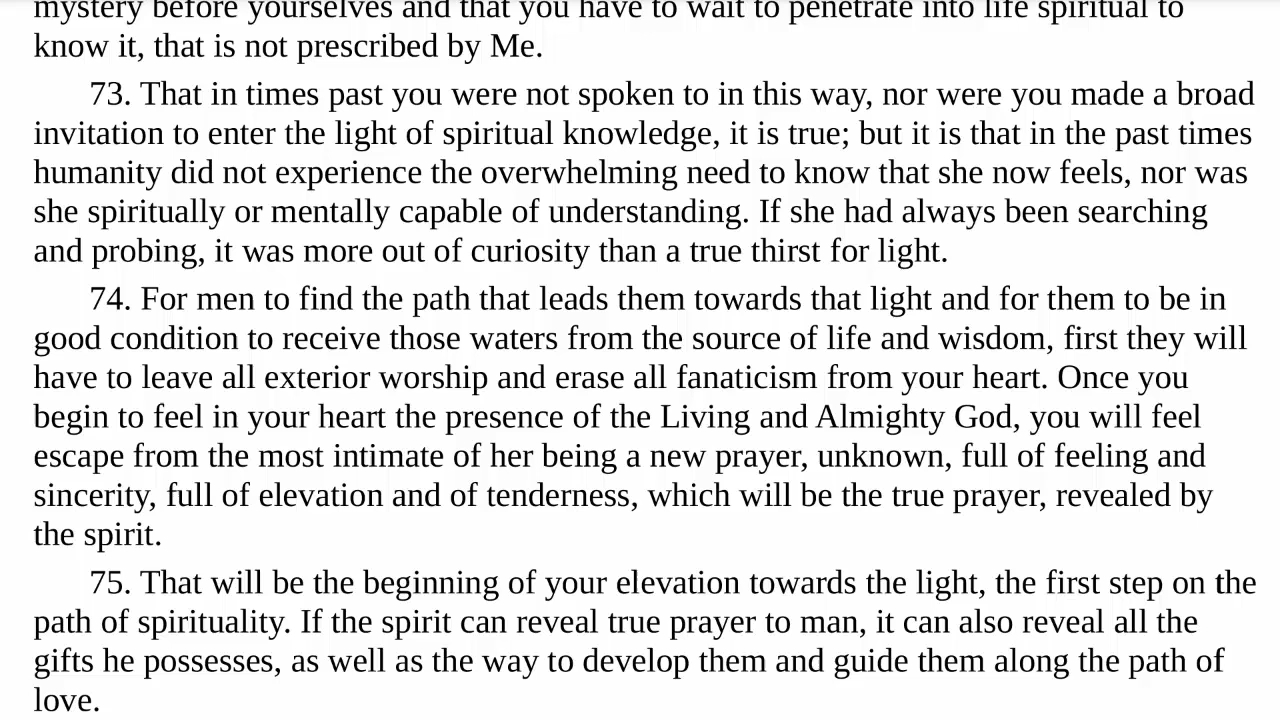 mystery before yourselves and that you have to wait to penetrate into life spiritual to
know it, that is not prescribed by Me.
73. That in times past you were not spoken to in this way, nor were you made a broad
invitation to enter the light of spiritual knowledge, it is true; but it is that in the past times
humanity did not experience the overwhelming need to know that she now feels, nor was
she spiritually or mentally capable of understanding. If she had always been searching
and probing, it was more out of curiosity than a true thirst for light.
74. For men to find the path that leads them towards that light and for them to be in
good condition to receive those waters from the source of life and wisdom, first they will
have to leave all exterior worship and erase all fanaticism from your heart. Once you
begin to feel in your heart the presence of the Living and Almighty God, you will feel
escape from the most intimate of her being a new prayer, unknown, full of feeling and
sincerity, full of elevation and of tenderness, which will be the true prayer, revealed by
the spirit.
75. That will be the beginning of your elevation towards the light, the first step on the
path of spirituality. If the spirit can reveal true prayer to man, it can also reveal all the
gifts he possesses, as well as the way to develop them and guide them along the path of
love.